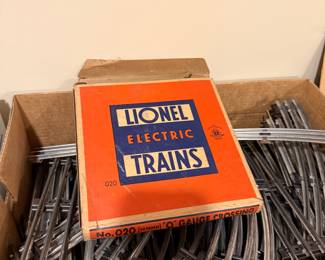 LIONEL
ELECTRIC
TRAINS
020
No. 020 "O" GAUGE CROSSING